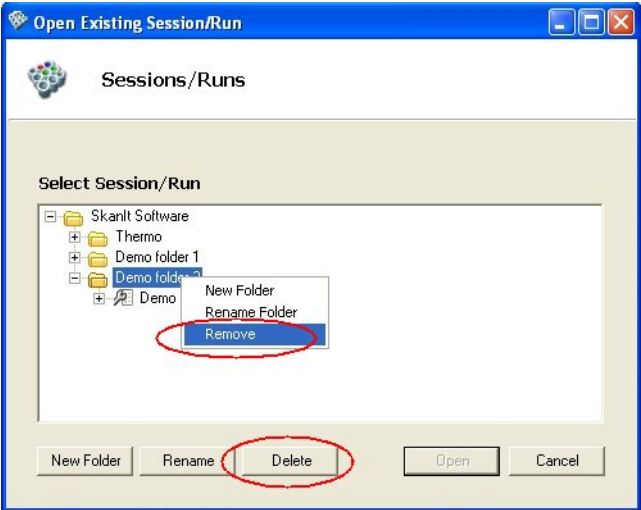 Open Existing Session/Run
Sessions/Runs
Select Session/Run
SkanIt Software
Thermo
Demo folder 1
Demo folder
Demo
New Folder
Rename Folder
Remove
New Folder Rename Delete Open Cancel